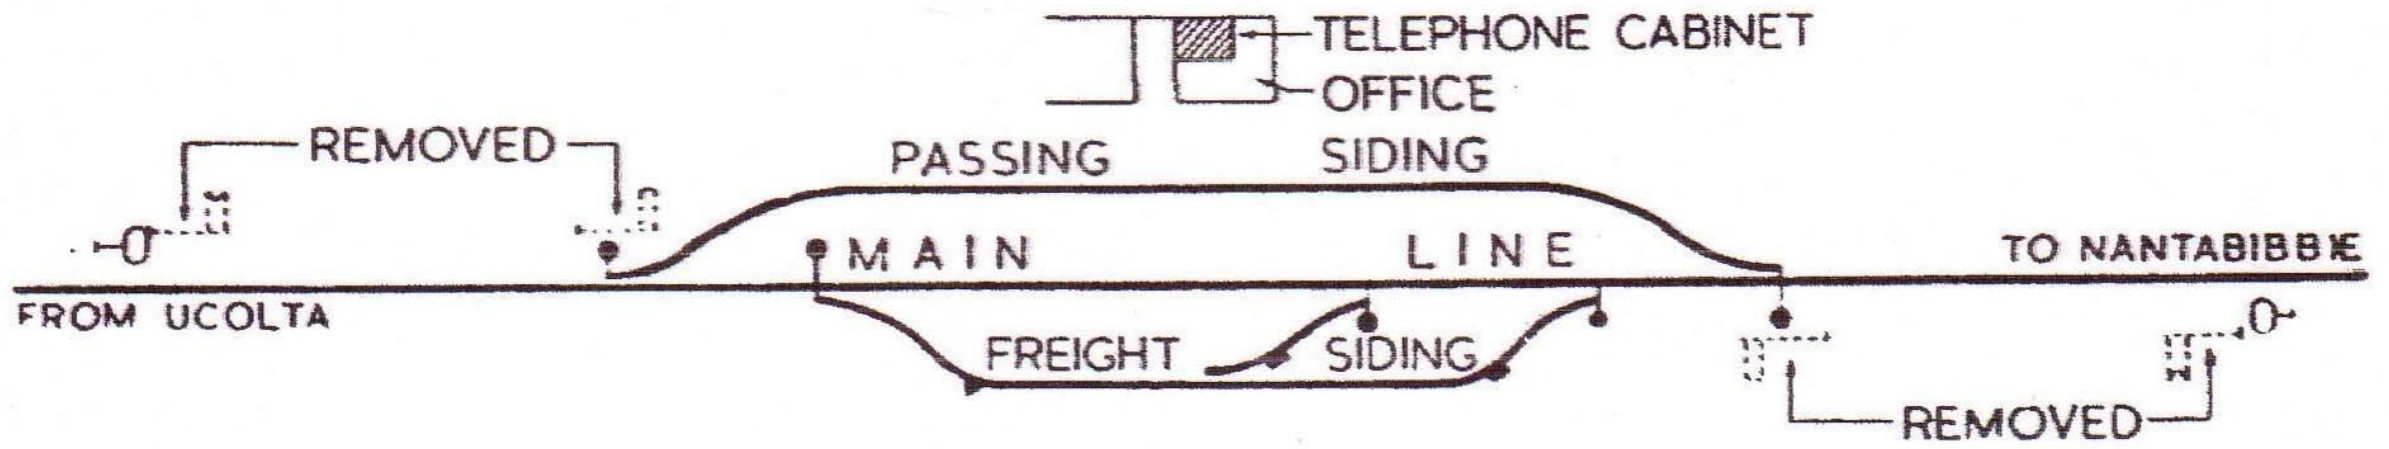 TELEPHONE CABINET
OFFICE
REMOVED
PASSING SIDING
MAIN LINE
TO NANTABIBBIE
FROM UCOLTA
FREIGHT SIDING
REMOVED